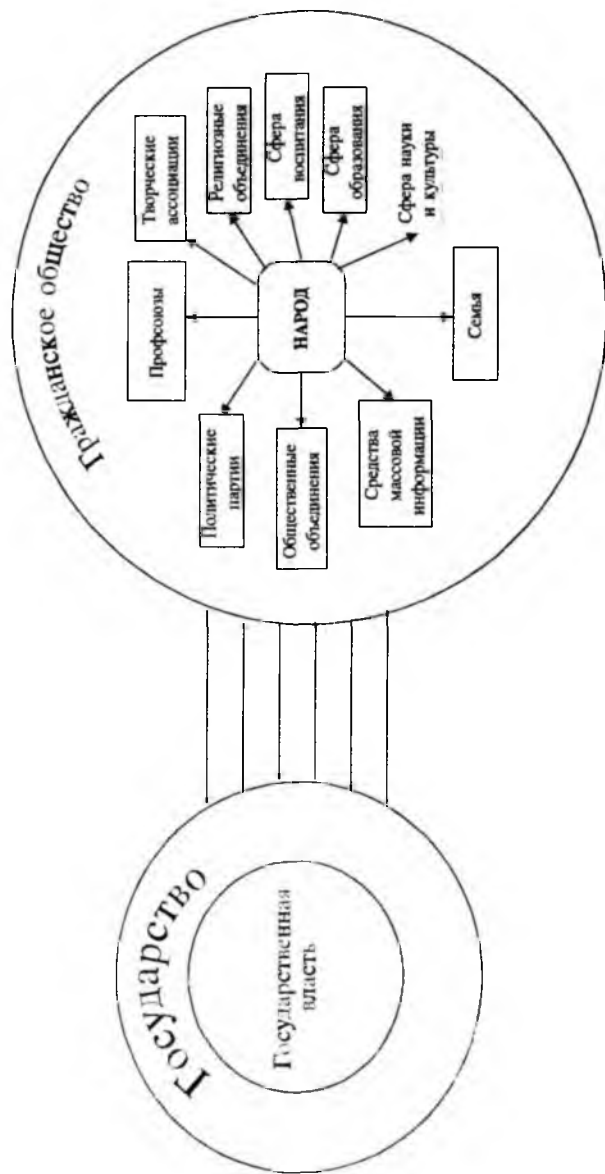 Государство
Государственная
власть
Гражданское общество
Политические
партии
Профсоюзы
Творческие
ассоциации
Религиозные
объединения
Сфера
воспитания
Сфера
образования
Сфера науки
и культуры
Общественные
объединения
НАРОД
Средства
массовой
информации
Семья